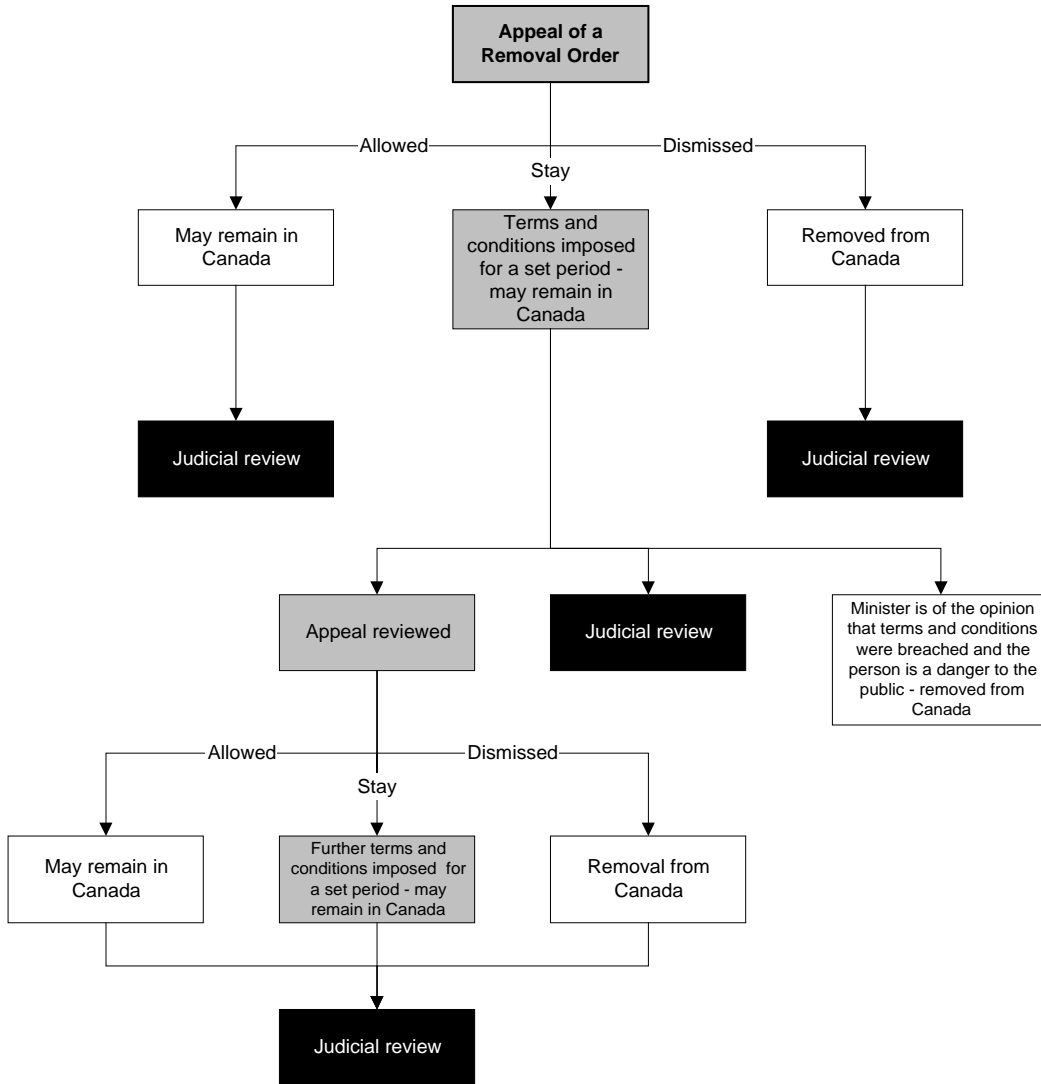 Appeal of a
Removal Order
Allowed
Dismissed
Stay
May remain in
Canada
Terms and
conditions imposed
for a set period -
may remain in
Canada
Removed from
Canada
Judicial review
Judicial review
Appeal reviewed
Judicial review
Minister is of the opinion
that terms and conditions
were breached and the
person is a danger to the
public - removed from
Canada
Allowed
Dismissed
Stay
May remain in
Canada
Further terms and
conditions imposed for
a set period - may
remain in Canada
Removal from
Canada
Judicial review